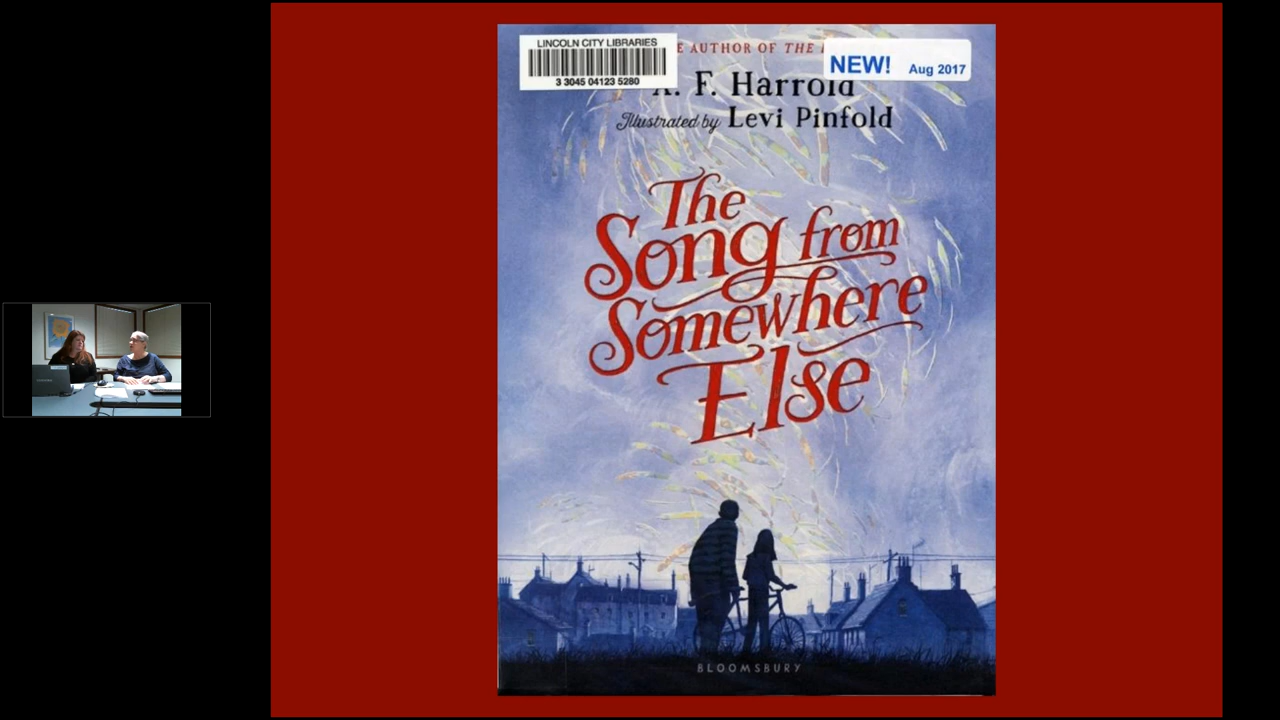 LINCOLN CITY LIBRARIES
3 3045 04123 5280
AUTHOR OF THE
NEW! Aug 2017
F. Harrold
Illustrated by Levi Pinfold
The
Song from
Somewhere
Else
BLOOMSBURY